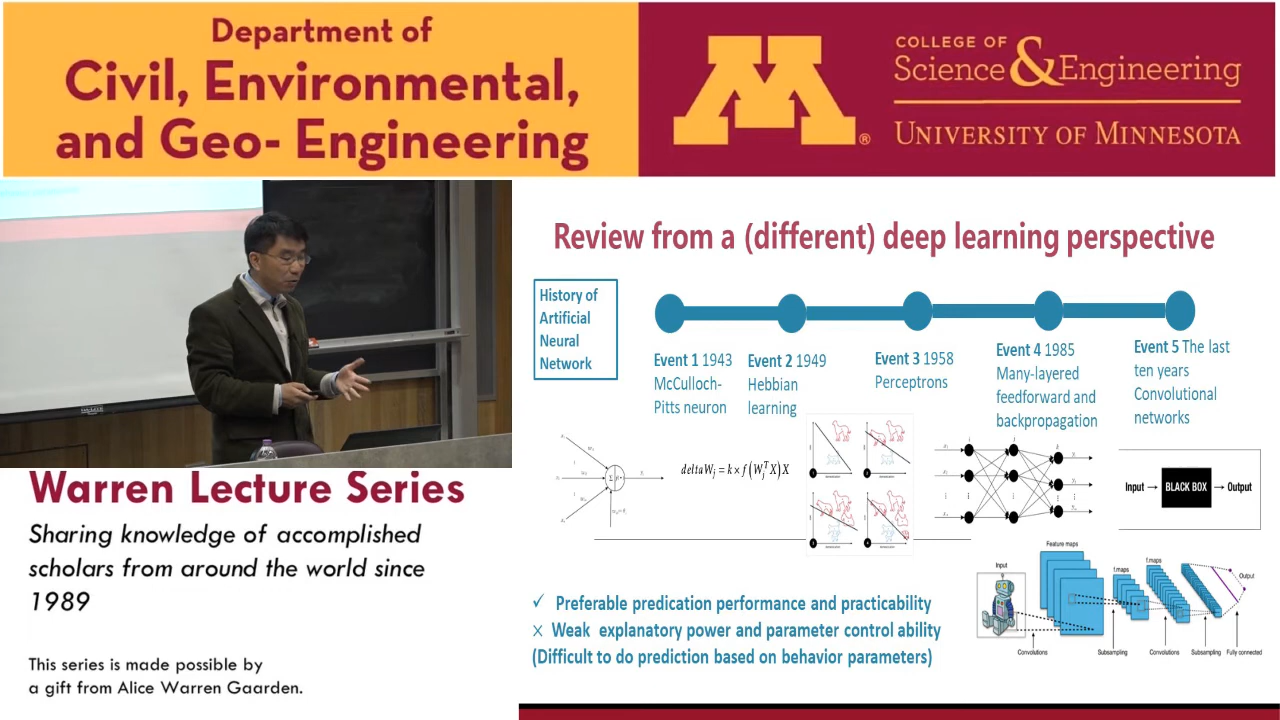 Department of
Civil, Environmental,
and Geo- Engineering
M®
COLLEGE OF
Science & Engineering
UNIVERSITY OF MINNESOTA
Review from a (different) deep learning perspective
History of
Artificial
Neural
Network
Event 1 1943
McCulloch-
Pitts neuron
Event 2 1949
Hebbian
learning
Event 3 1958
Perceptrons
Event 4 1985
Many-layered
feedforward and
backpropagation
Event 5 The last
ten years
Convolutional
networks
deltaW_j = k × f(W_j^T X)X
Input → BLACK BOX → Output
Feature maps
Input
f.maps
f.maps
Output
Convolutions
Subsampling
Convolutions
Subsampling
Fully connected
✓ Preferable predication performance and practicability
× Weak explanatory power and parameter control ability
(Difficult to do prediction based on behavior parameters)
Warren Lecture Series
Sharing knowledge of accomplished
scholars from around the world since
1989
This series is made possible by
a gift from Alice Warren Gaarden.